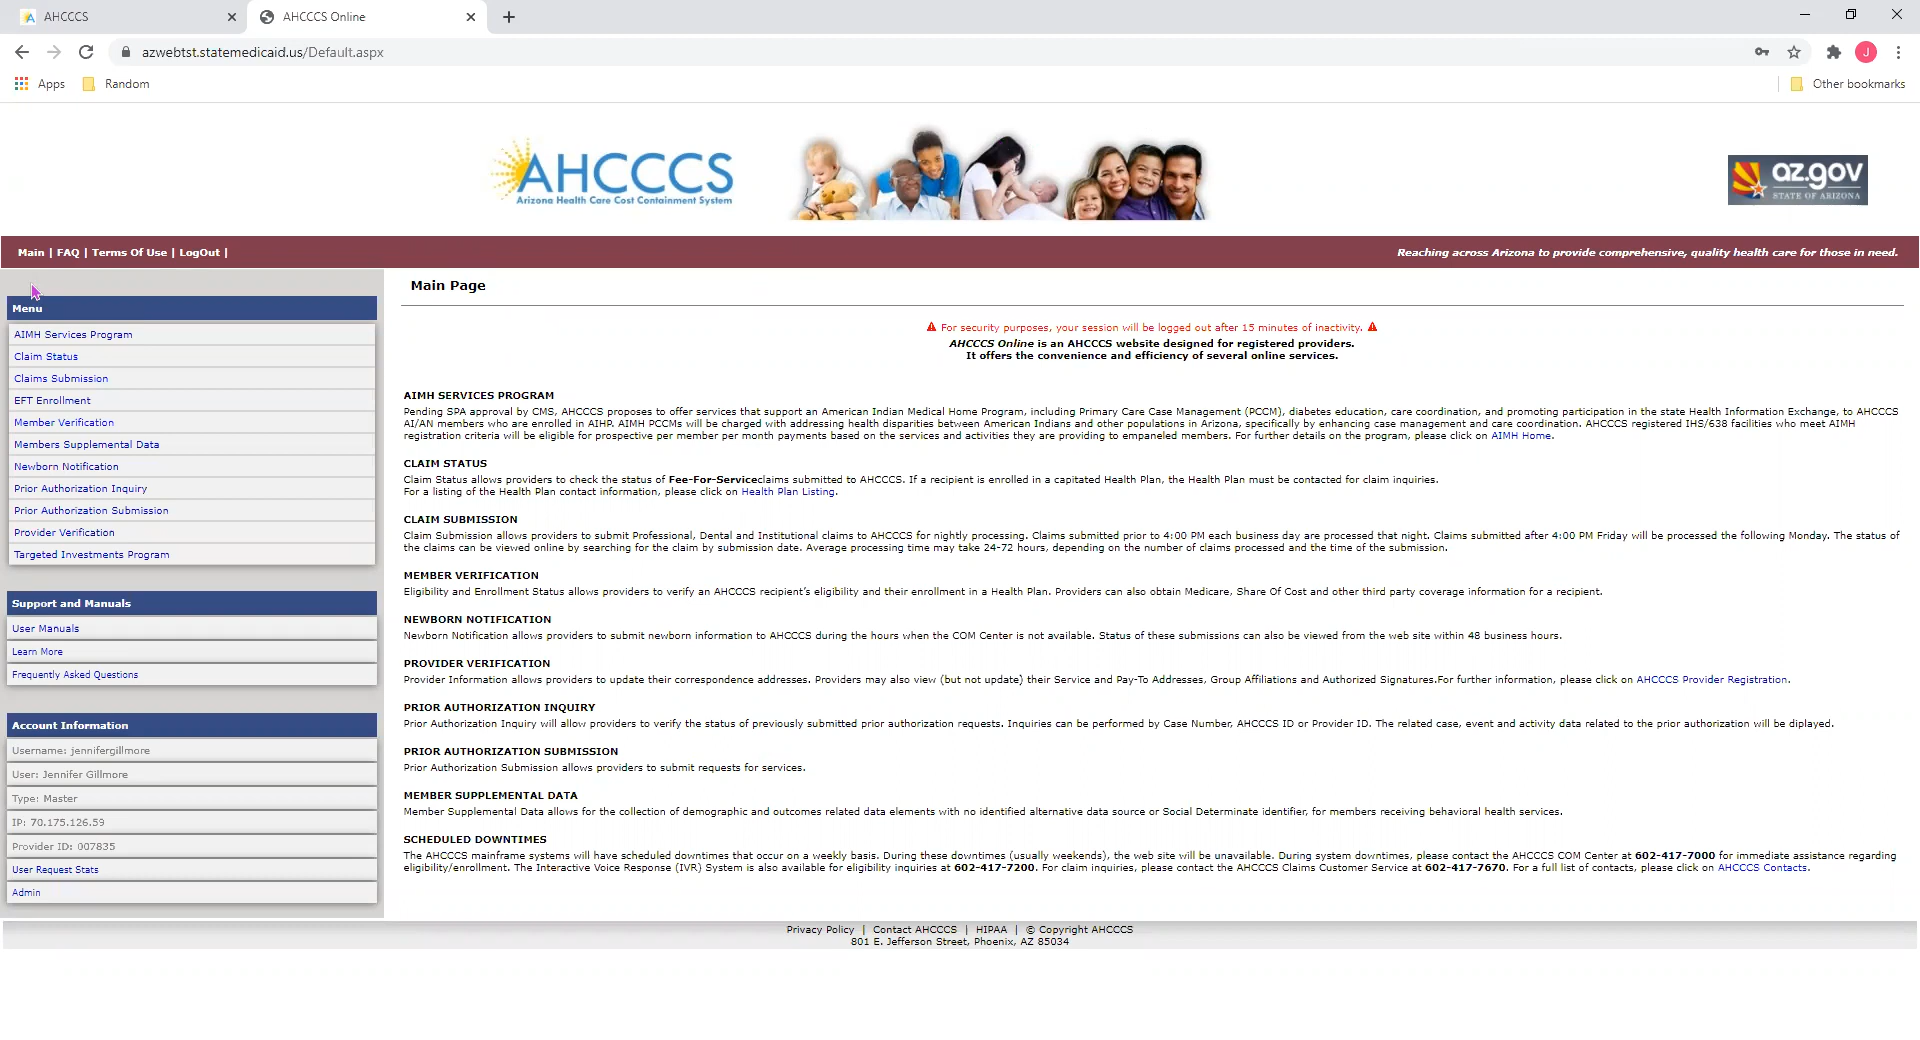 AHCCCS
AHCCCS Online
azwebtst.statemedicaid.us/Default.aspx
J
Apps
Random
Other bookmarks
AHCCCS
Arizona Health Care Cost Containment System
az.gov
STATE OF ARIZONA
Main | FAQ | Terms Of Use | LogOut |
Reaching across Arizona to provide comprehensive, quality health care for those in need.
Menu
AIMH Services Program
Claim Status
Claims Submission
EFT Enrollment
Member Verification
Members Supplemental Data
Newborn Notification
Prior Authorization Inquiry
Prior Authorization Submission
Provider Verification
Targeted Investments Program
Support and Manuals
User Manuals
Learn More
Frequently Asked Questions
Account Information
Username: jennifergillmore
User: Jennifer Gillmore
Type: Master
IP: 70.175.126.59
Provider ID: 007835
User Request Stats
Admin
Main Page
For security purposes, your session will be logged out after 15 minutes of inactivity.
AHCCCS Online is an AHCCCS website designed for registered providers.
It offers the convenience and efficiency of several online services.
AIMH SERVICES PROGRAM
Pending SPA approval by CMS, AHCCCS proposes to offer services that support an American Indian Medical Home Program, including Primary Care Case Management (PCCM), diabetes education, care coordination, and promoting participation in the state Health Information Exchange, to AHCCCS
AI/AN members who are enrolled in AIHP. AIMH PCCMs will be charged with addressing health disparities between American Indians and other populations in Arizona, specifically by enhancing case management and care coordination. AHCCCS registered IHS/638 facilities who meet AIMH
registration criteria will be eligible for prospective per member per month payments based on the services and activities they are providing to empaneled members. For further details on the program, please click on AIMH Home.
CLAIM STATUS
Claim Status allows providers to check the status of Fee-For-Serviceclaims submitted to AHCCCS. If a recipient is enrolled in a capitated Health Plan, the Health Plan must be contacted for claim inquiries.
For a listing of the Health Plan contact information, please click on Health Plan Listing.
CLAIM SUBMISSION
Claim Submission allows providers to submit Professional, Dental and Institutional claims to AHCCCS for nightly processing. Claims submitted prior to 4:00 PM each business day are processed that night. Claims submitted after 4:00 PM Friday will be processed the following Monday. The status of
the claims can be viewed online by searching for the claim by submission date. Average processing time may take 24-72 hours, depending on the number of claims processed and the time of the submission.
MEMBER VERIFICATION
Eligibility and Enrollment Status allows providers to verify an AHCCCS recipient's eligibility and their enrollment in a Health Plan. Providers can also obtain Medicare, Share Of Cost and other third party coverage information for a recipient.
NEWBORN NOTIFICATION
Newborn Notification allows providers to submit newborn information to AHCCCS during the hours when the COM Center is not available. Status of these submissions can also be viewed from the web site within 48 business hours.
PROVIDER VERIFICATION
Provider Information allows providers to update their correspondence addresses. Providers may also view (but not update) their Service and Pay-To Addresses, Group Affiliations and Authorized Signatures.For further information, please click on AHCCCS Provider Registration.
PRIOR AUTHORIZATION INQUIRY
Prior Authorization Inquiry will allow providers to verify the status of previously submitted prior authorization requests. Inquiries can be performed by Case Number, AHCCCS ID or Provider ID. The related case, event and activity data related to the prior authorization will be diplayed.
PRIOR AUTHORIZATION SUBMISSION
Prior Authorization Submission allows providers to submit requests for services.
MEMBER SUPPLEMENTAL DATA
Member Supplemental Data allows for the collection of demographic and outcomes related data elements with no identified alternative data source or Social Determinate identifier, for members receiving behavioral health services.
SCHEDULED DOWNTIMES
The AHCCCS mainframe systems will have scheduled downtimes that occur on a weekly basis. During these downtimes (usually weekends), the web site will be unavailable. During system downtimes, please contact the AHCCCS COM Center at 602-417-7000 for immediate assistance regarding
eligibility/enrollment. The Interactive Voice Response (IVR) System is also available for eligibility inquiries at 602-417-7200. For claim inquiries, please contact the AHCCCS Claims Customer Service at 602-417-7670. For a full list of contacts, please click on AHCCCS Contacts.
Privacy Policy | Contact AHCCCS | HIPAA | © Copyright AHCCCS
801 E. Jefferson Street, Phoenix, AZ 85034